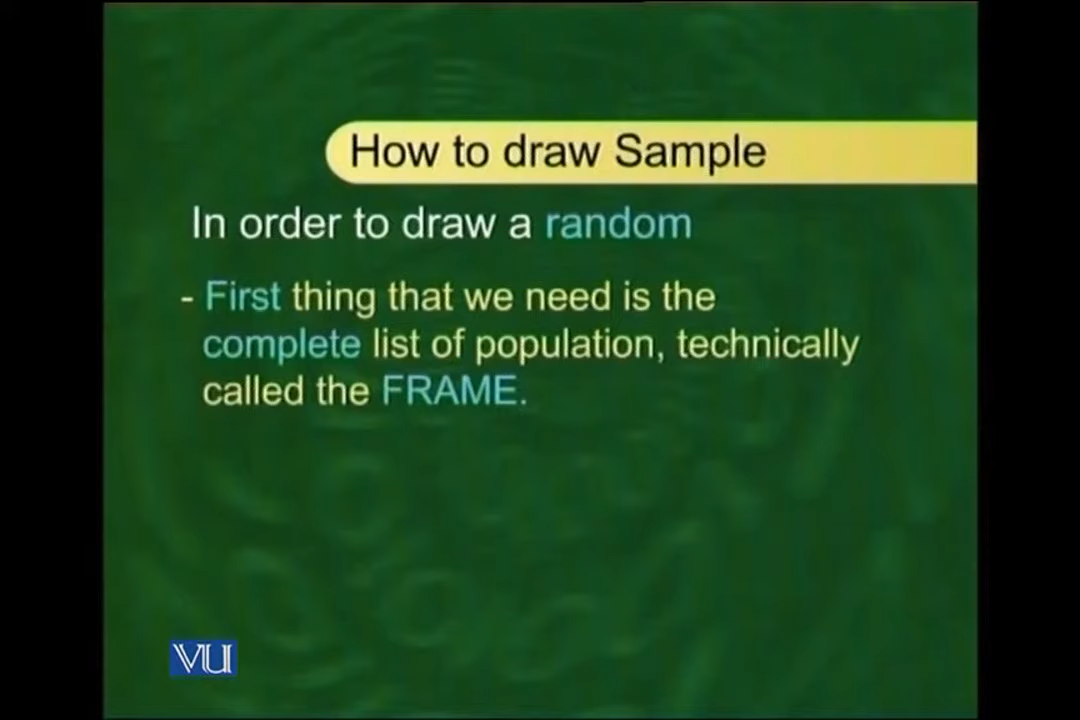 How to draw Sample
In order to draw a random
- First thing that we need is the
complete list of population, technically
called the FRAME.
VU